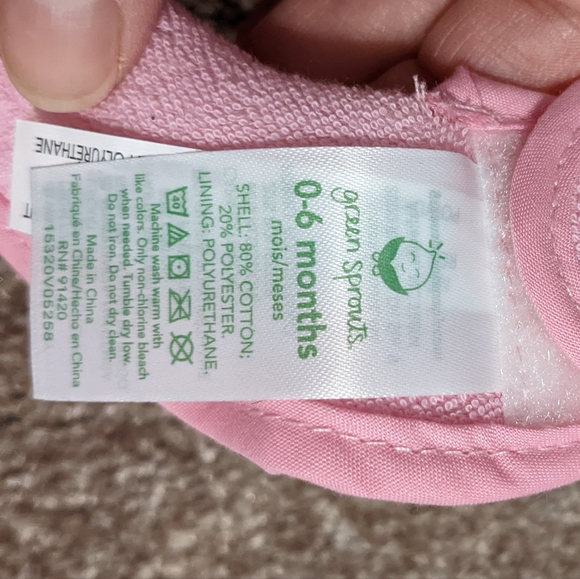 green sprouts
0-6 months
mois/meses
SHELL: 80% COTTON;
20% POLYESTER.
LINING: POLYURETHANE.
40
Machine wash warm with
like colors. Only non-chlorine bleach
when needed. Tumble dry low.
Do not iron. Do not dry clean.
Made in China
Fabriqué en Chine/Hecho en China
RN# 91420
16320V05258
POLYURETHANE